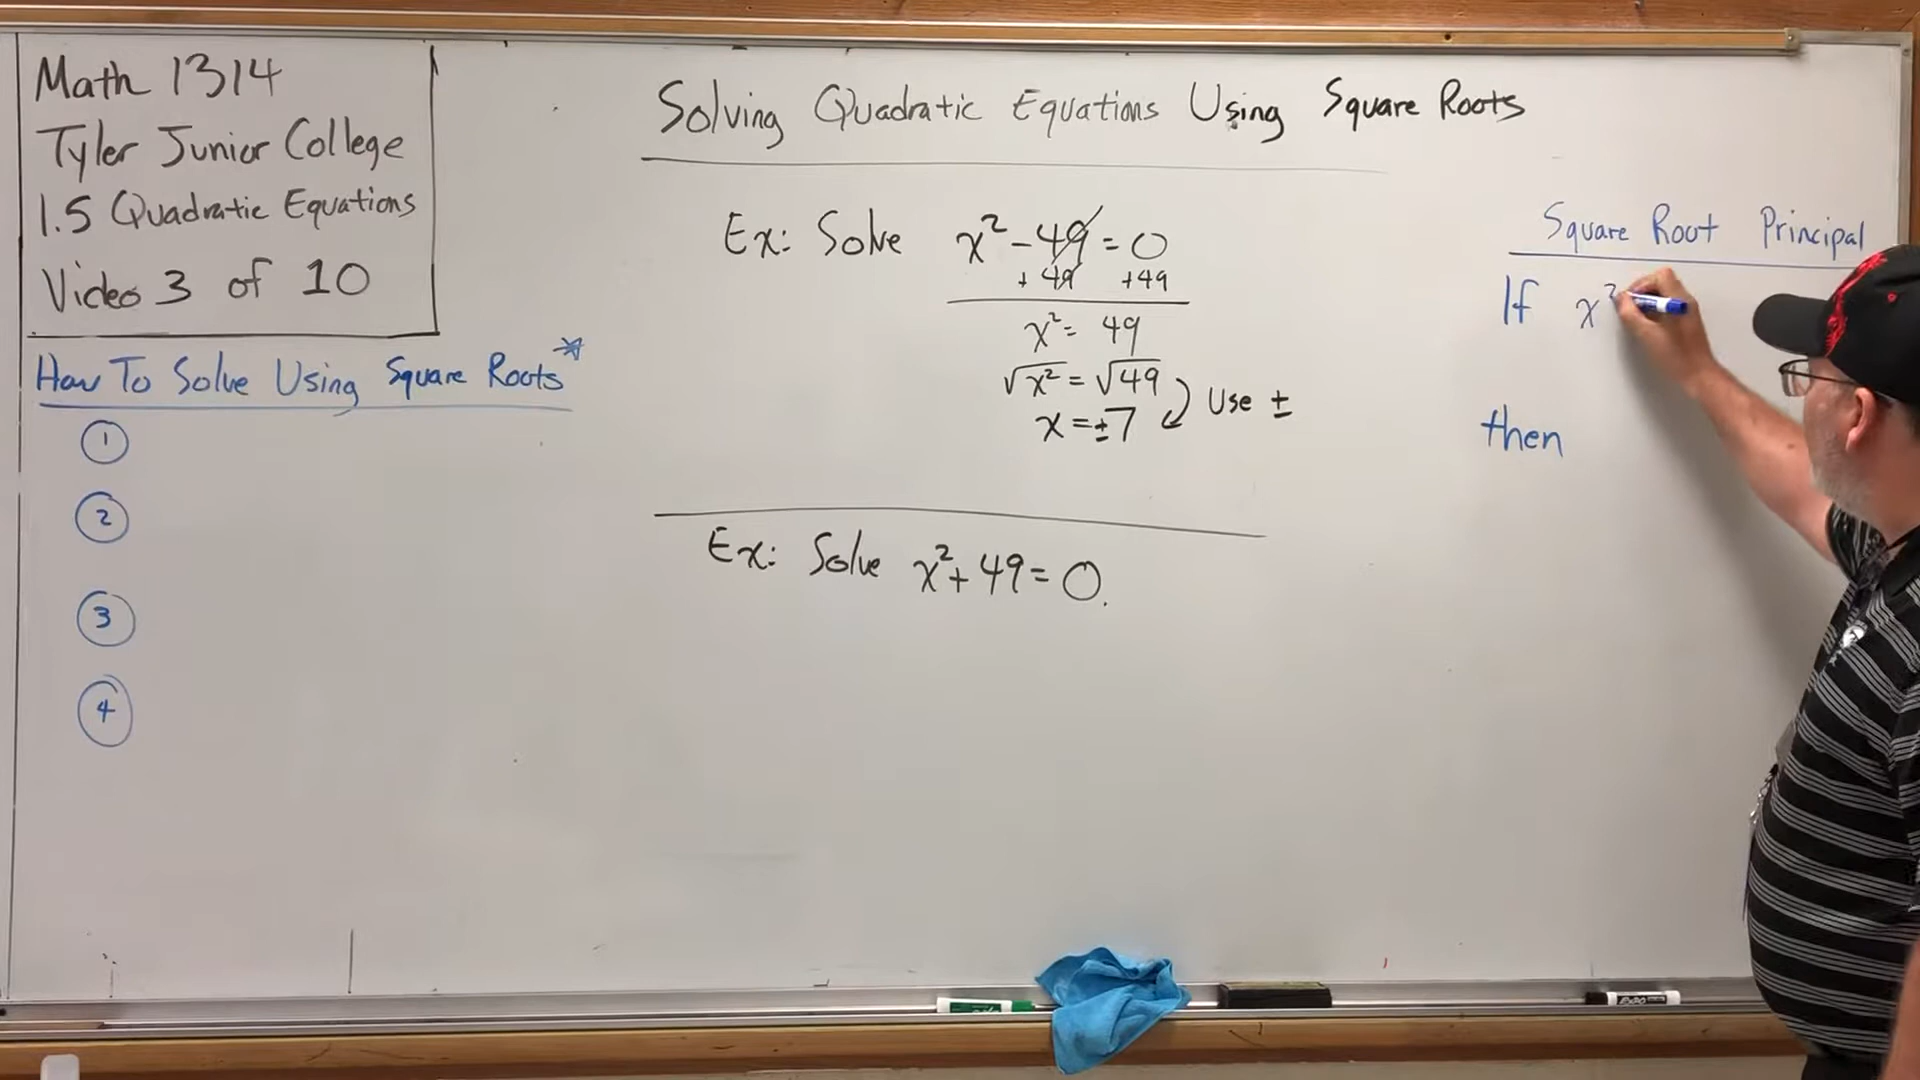 Math 1314
Tyler Junior College
1.5 Quadratic Equations
Video 3 of 10
How To Solve Using Square Roots*
1
2
3
4
Solving Quadratic Equations Using Square Roots
Ex: Solve x² - 49 = 0
+ 49 +49
x² = 49
√x² = √49
x = ±7
Use ±
Ex: Solve x² + 49 = 0.
Square Root Principal
If x²
then
EXPO